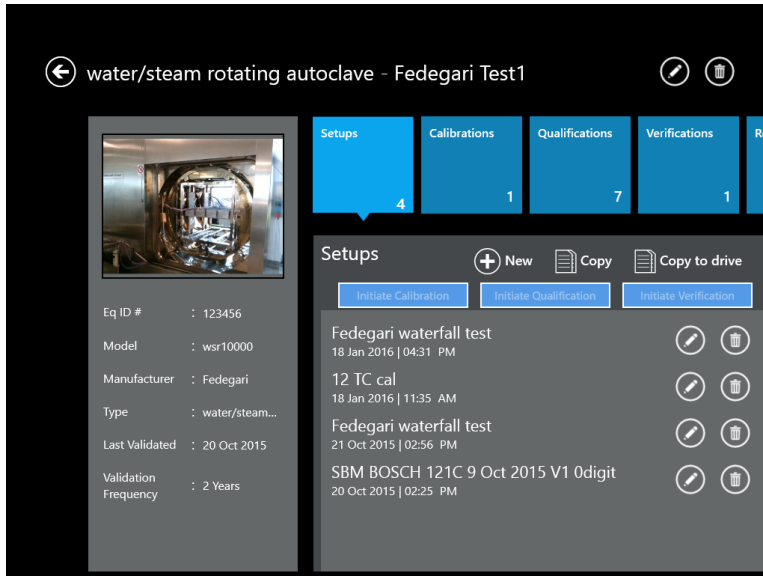 water/steam rotating autoclave - Fedegari Test1
Setups
4
Calibrations
1
Qualifications
7
Verifications
1
Eq ID # : 123456
Model : wsr10000
Manufacturer : Fedegari
Type : water/steam...
Last Validated : 20 Oct 2015
Validation
Frequency : 2 Years
Setups
New
Copy
Copy to drive
Initiate Calibration
Initiate Qualification
Initiate Verification
Fedegari waterfall test
18 Jan 2016 | 04:31 PM
12 TC cal
18 Jan 2016 | 11:35 AM
Fedegari waterfall test
21 Oct 2015 | 02:56 PM
SBM BOSCH 121C 9 Oct 2015 V1 0digit
20 Oct 2015 | 02:25 PM